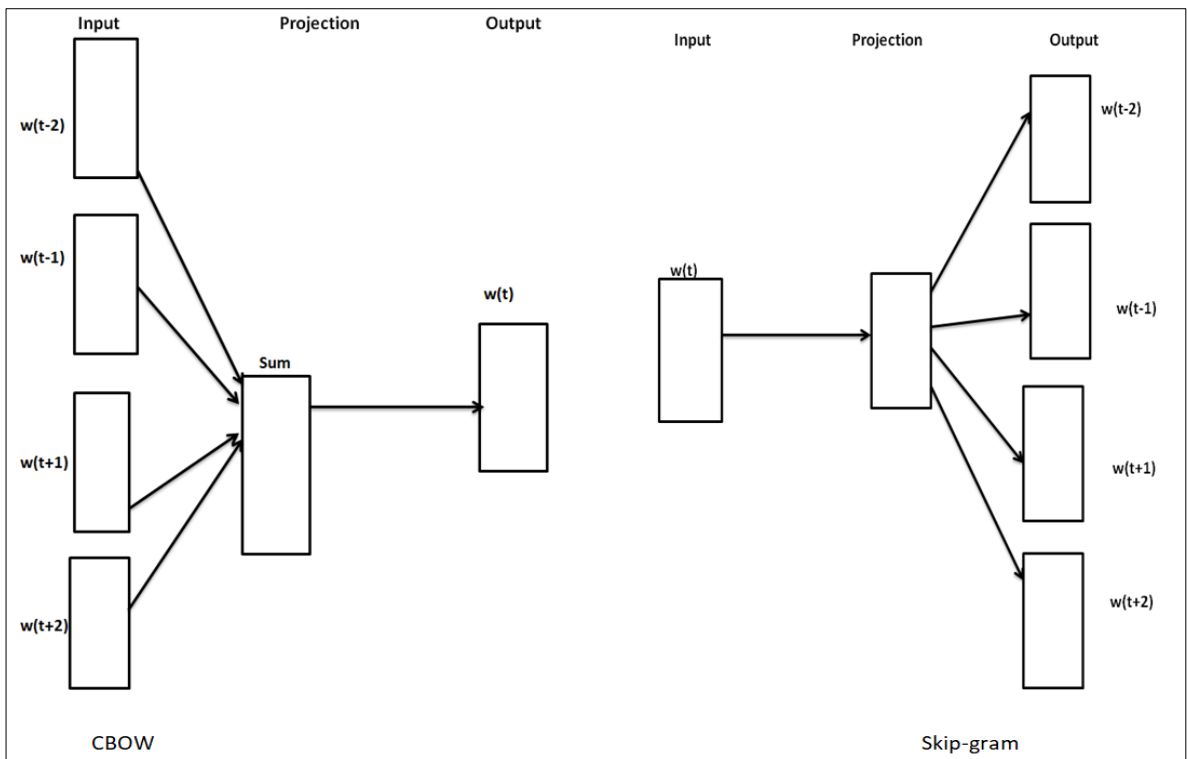 Input Projection Output
w(t-2)
w(t-1)
w(t+1)
w(t+2)
Sum
w(t)
CBOW
Input Projection Output
w(t)
w(t-2)
w(t-1)
w(t+1)
w(t+2)
Skip-gram